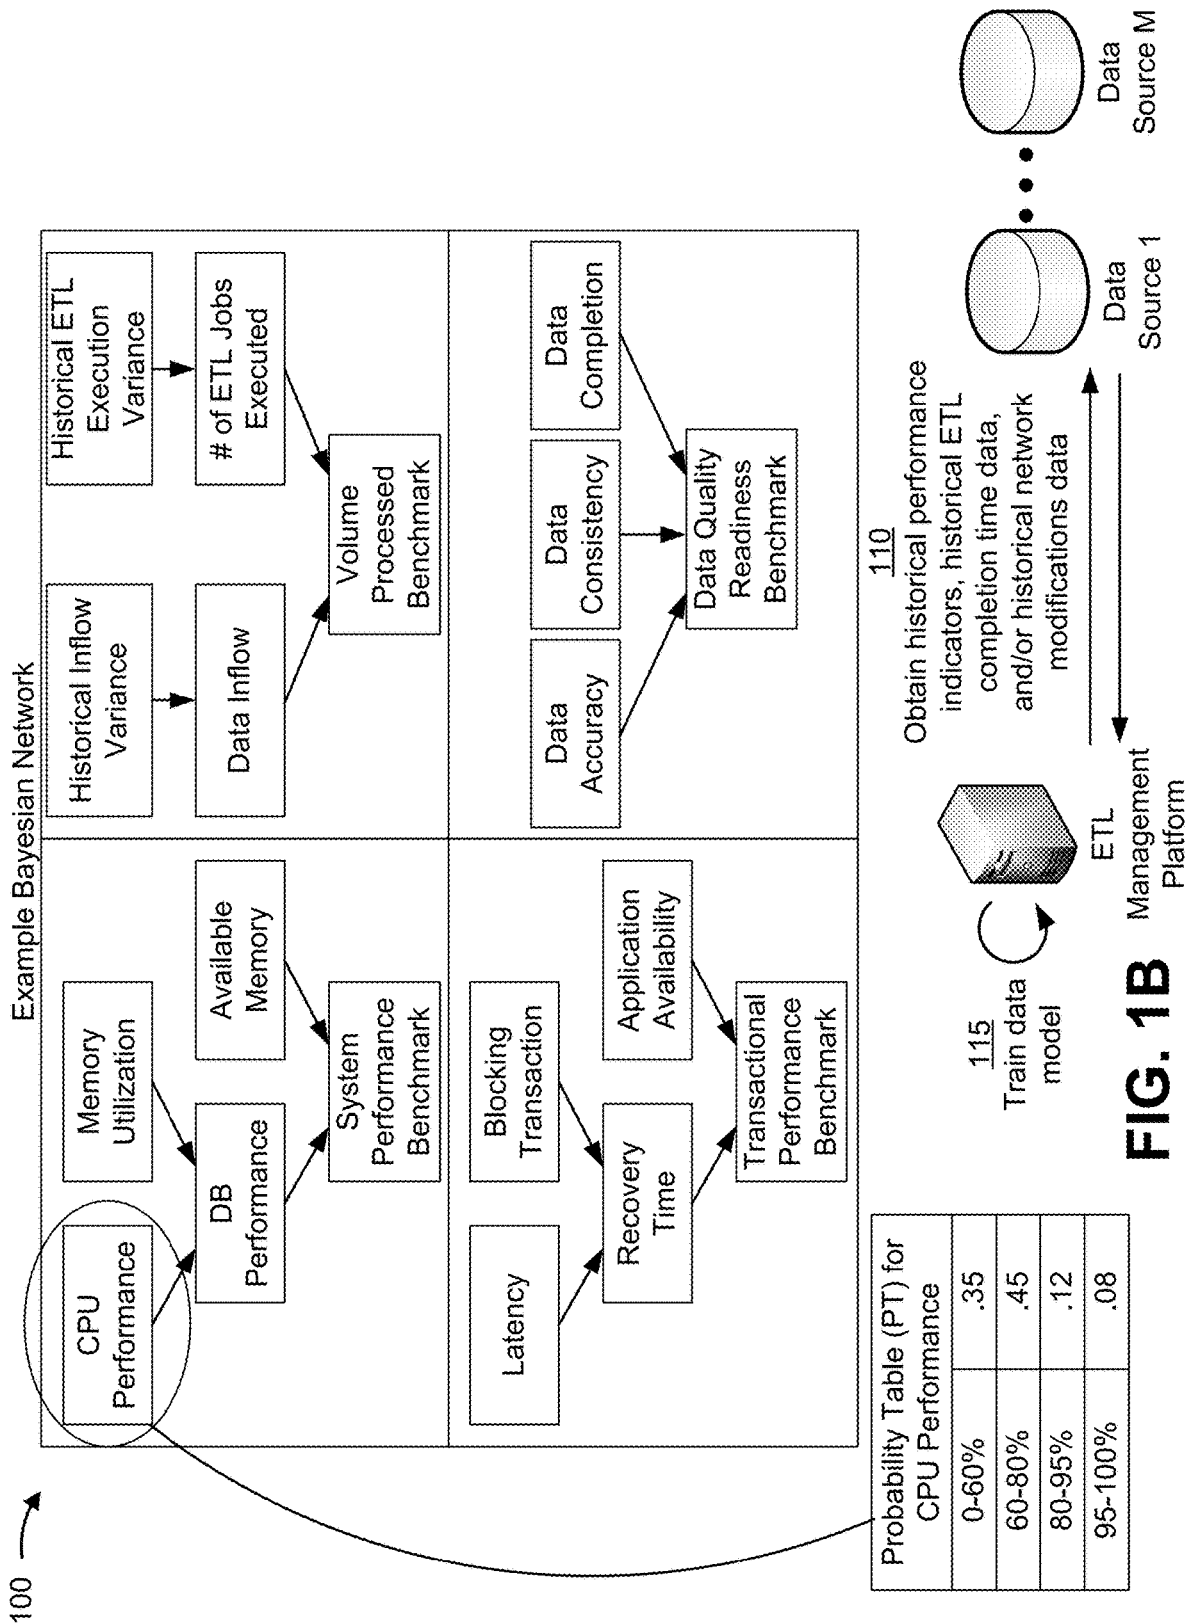 100
Example Bayesian Network
CPU
Performance
Memory
Utilization
DB
Performance
Available
Memory
System
Performance
Benchmark
Historical Inflow
Variance
Historical ETL
Execution
Variance
Data Inflow
# of ETL Jobs
Executed
Volume
Processed
Benchmark
Latency
Blocking
Transaction
Recovery
Time
Application
Availability
Transactional
Performance
Benchmark
Data
Accuracy
Data
Consistency
Data
Completion
Data Quality
Readiness
Benchmark
Probability Table (PT) for
CPU Performance
0-60% .35
60-80% .45
80-95% .12
95-100% .08
115
Train data
model
ETL
Management
Platform
110
Obtain historical performance
indicators, historical ETL
completion time data,
and/or historical network
modifications data
Data
Source 1
Data
Source M
FIG. 1B